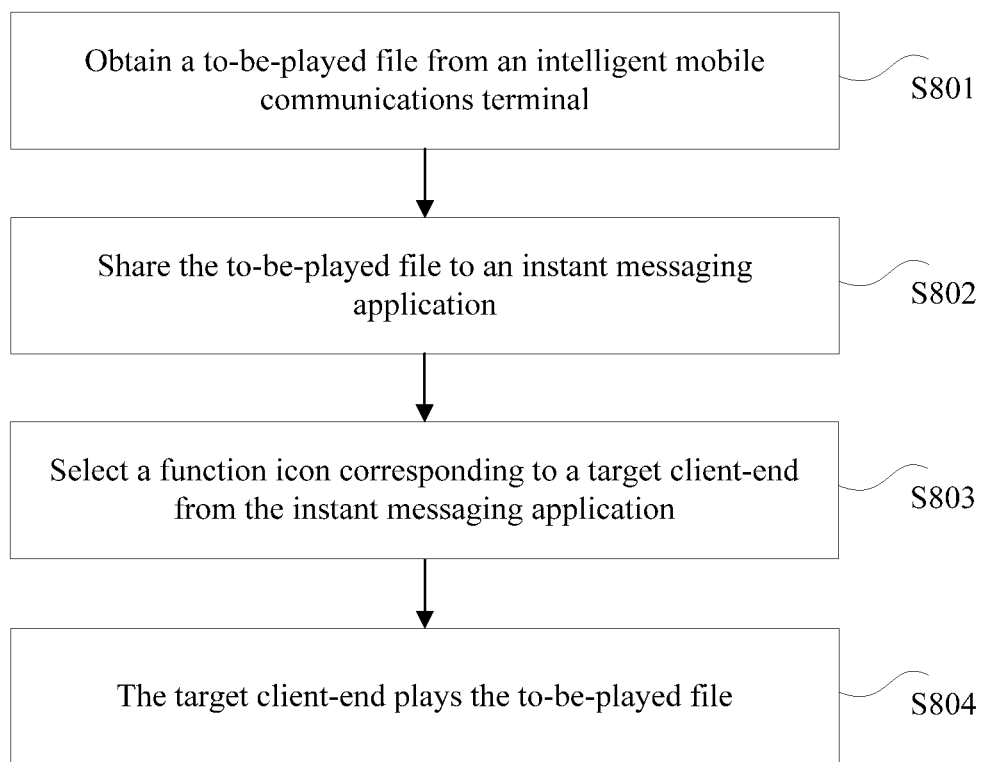 Obtain a to-be-played file from an intelligent mobile
communications terminal
S801
Share the to-be-played file to an instant messaging
application
S802
Select a function icon corresponding to a target client-end
from the instant messaging application
S803
The target client-end plays the to-be-played file
S804